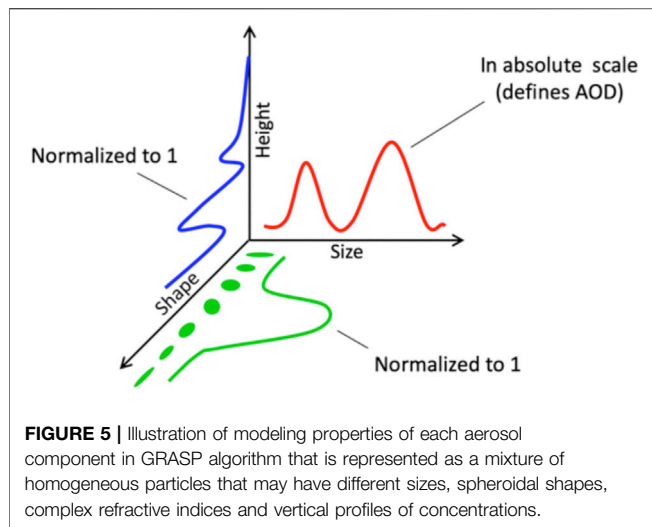 In absolute scale
(defines AOD)
Height
Normalized to 1
Size
Shape
Normalized to 1
FIGURE 5 | Illustration of modeling properties of each aerosol
component in GRASP algorithm that is represented as a mixture of
homogeneous particles that may have different sizes, spheroidal shapes,
complex refractive indices and vertical profiles of concentrations.